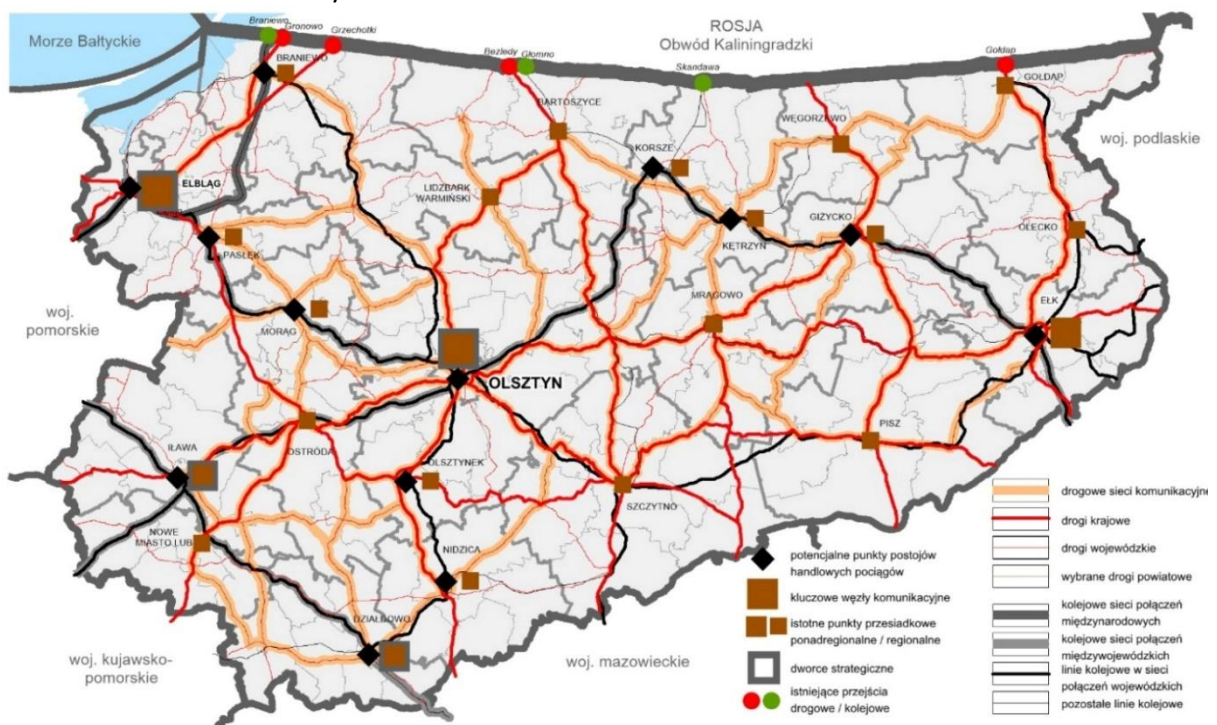 Morze Bałtyckie
Braniewo
Gronowo
Grzechotki
ROSJA
Obwód Kaliningradzki
Bezledy
Głomno
Skandawa
Gołdap
BRANIEWO
BARTOSZYCE
WĘGORZEWO
GOŁDAP
woj. podlaskie
KORSZE
ELBLĄG
LIDZBARK
WARMIŃSKI
KĘTRZYN
GIŻYCKO
OLECKO
PASŁĘK
woj.
pomorskie
MORĄG
MRĄGOWO
EŁK
OLSZTYN
PISZ
IŁAWA
OSTRÓDA
OLSZTYNEK
SZCZYTNO
NOWE
MIASTO LUB.
NIDZICA
DZIAŁDOWO
woj. kujawsko-
pomorskie
woj. mazowieckie
potencjalne punkty postojów
handlowych pociągów
kluczowe węzły komunikacyjne
istotne punkty przesiadkowe
ponadregionalne / regionalne
dworce strategiczne
istniejące przejścia
drogowe / kolejowe
drogowe sieci komunikacyjne
drogi krajowe
drogi wojewódzkie
wybrane drogi powiatowe
kolejowe sieci połączeń
międzynarodowych
kolejowe sieci połączeń
międzywojewódzkich
linie kolejowe w sieci
połączeń wojewódzkich
pozostałe linie kolejowe